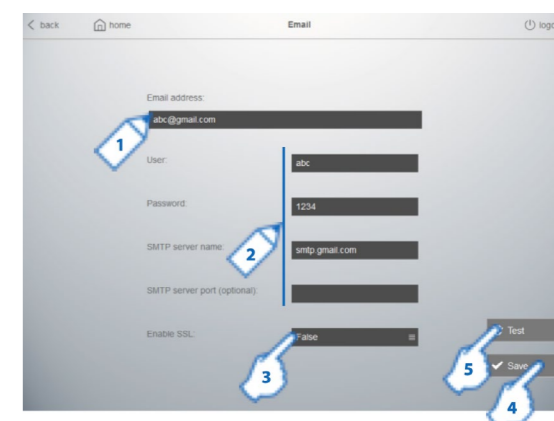 back home Email logo
Email address:
abc@gmail.com
1
User: abc
Password: 1234
SMTP server name: smtp.gmail.com
2
SMTP server port (optional):
Enable SSL: False
3
Test
5
Save
4